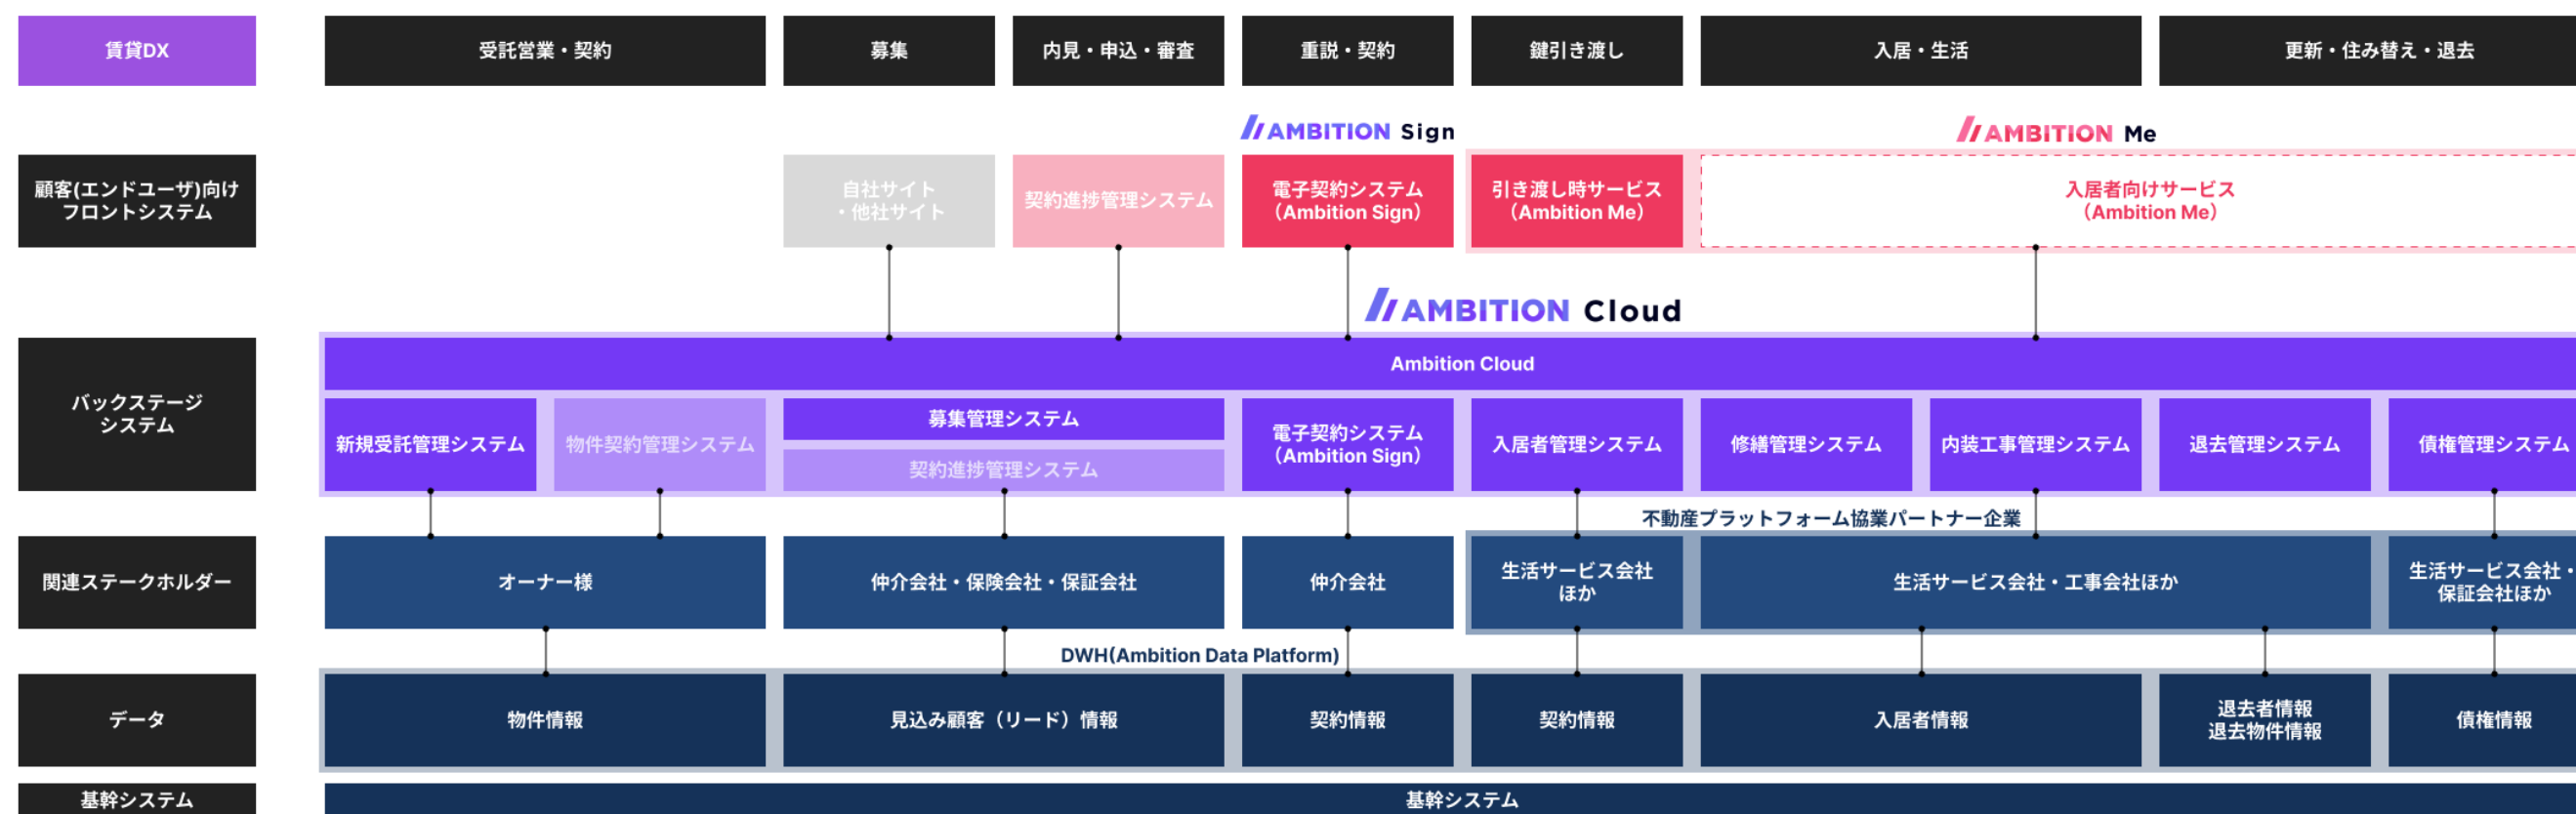 賃貸DX
受託営業・契約
募集
内見・申込・審査
重説・契約
鍵引き渡し
入居・生活
更新・住み替え・退去
AMBITION Sign
AMBITION Me
顧客(エンドユーザ)向け
フロントシステム
自社サイト
・他社サイト
契約進捗管理システム
電子契約システム
（Ambition Sign）
引き渡し時サービス
（Ambition Me）
入居者向けサービス
（Ambition Me）
AMBITION Cloud
バックステージ
システム
Ambition Cloud
新規受託管理システム
物件契約管理システム
募集管理システム
契約進捗管理システム
電子契約システム
（Ambition Sign）
入居者管理システム
修繕管理システム
内装工事管理システム
退去管理システム
債権管理システム
不動産プラットフォーム協業パートナー企業
関連ステークホルダー
オーナー様
仲介会社・保険会社・保証会社
仲介会社
生活サービス会社
ほか
生活サービス会社・工事会社ほか
生活サービス会社・
保証会社ほか
DWH(Ambition Data Platform)
データ
物件情報
見込み顧客（リード）情報
契約情報
契約情報
入居者情報
退去者情報
退去物件情報
債権情報
基幹システム
基幹システム